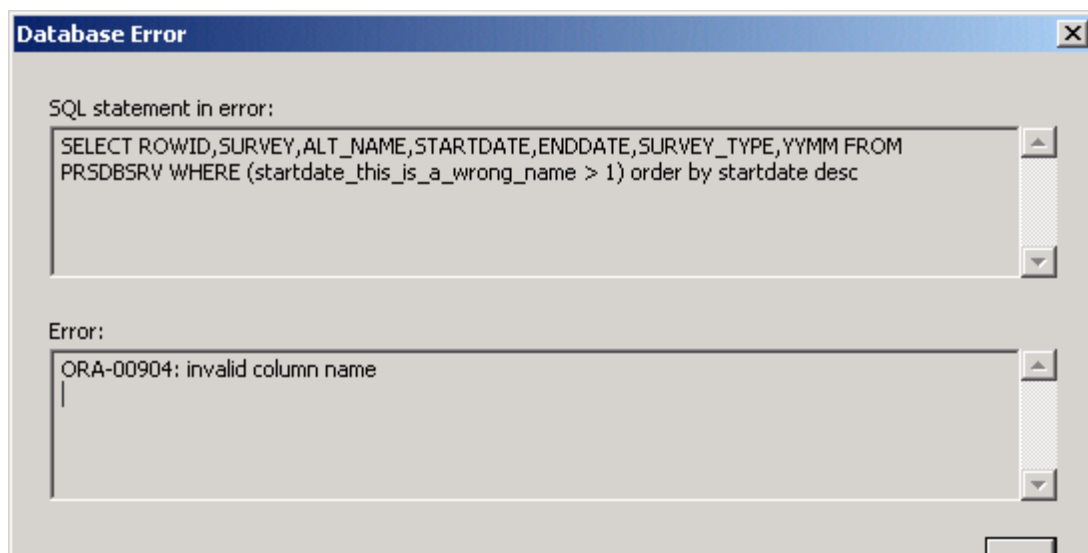 Database Error
SQL statement in error:
SELECT ROWID,SURVEY,ALT_NAME,STARTDATE,ENDDATE,SURVEY_TYPE,YYMM FROM
PRSDBSRV WHERE (startdate_this_is_a_wrong_name > 1) order by startdate desc
Error:
ORA-00904: invalid column name